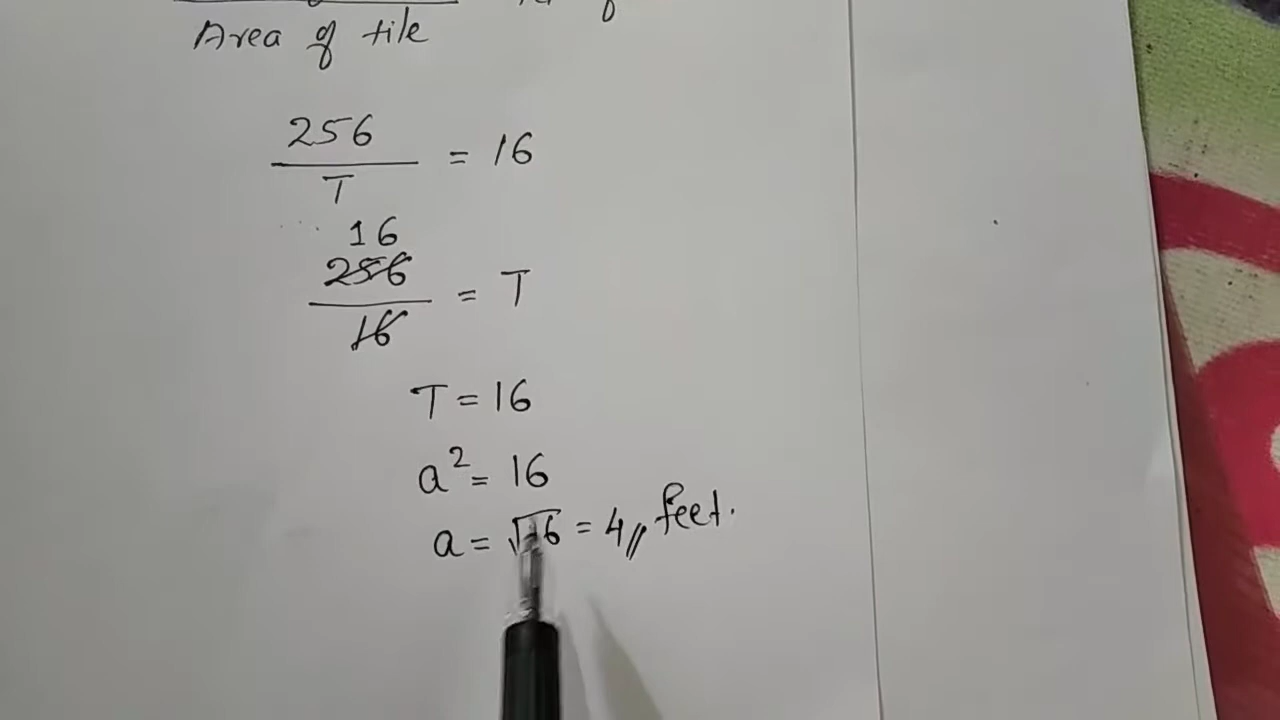 Area of tile
256
T
= 16
16
256
16
= T
T = 16
a² = 16
a = √16 = 4,, feet.